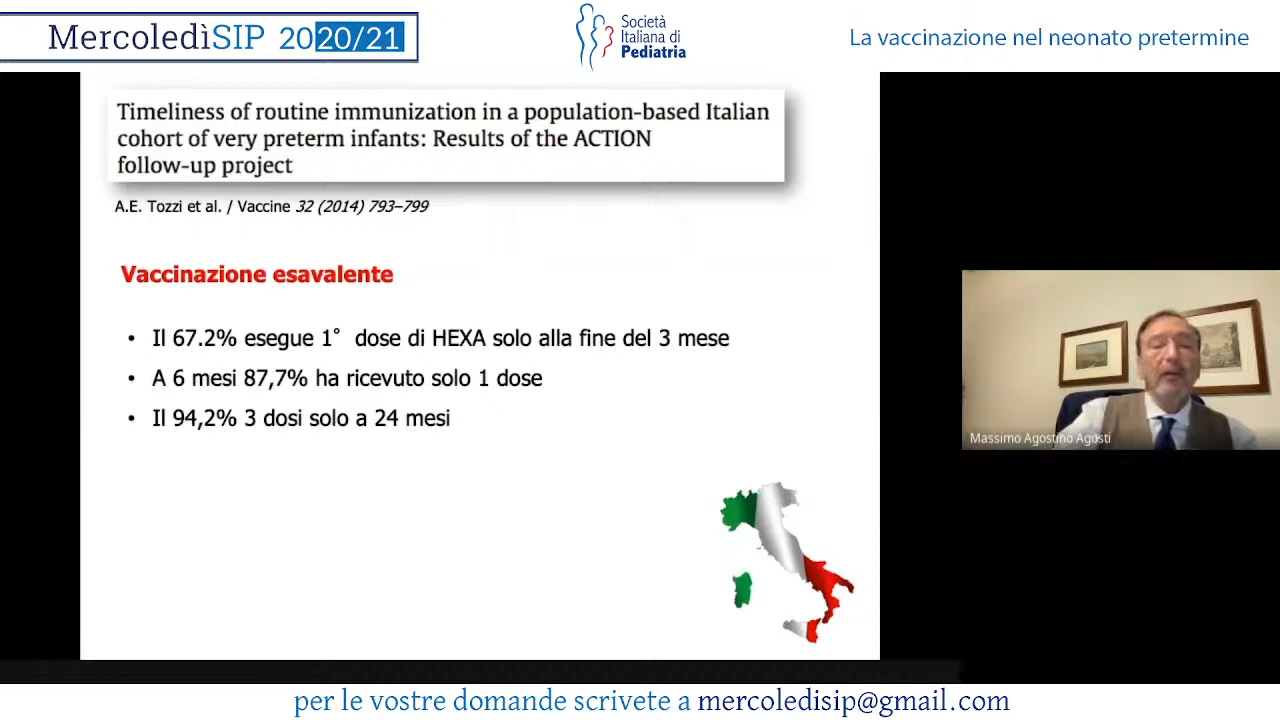 MercoledìSIP 2020/21
Società
Italiana di
Pediatria
La vaccinazione nel neonato pretermine
Timeliness of routine immunization in a population-based Italian
cohort of very preterm infants: Results of the ACTION
follow-up project
A.E. Tozzi et al. / Vaccine 32 (2014) 793–799
Vaccinazione esavalente
• Il 67.2% esegue 1° dose di HEXA solo alla fine del 3 mese
• A 6 mesi 87,7% ha ricevuto solo 1 dose
• Il 94,2% 3 dosi solo a 24 mesi
Massimo Agostino Agosti
per le vostre domande scrivete a mercoledisip@gmail.com